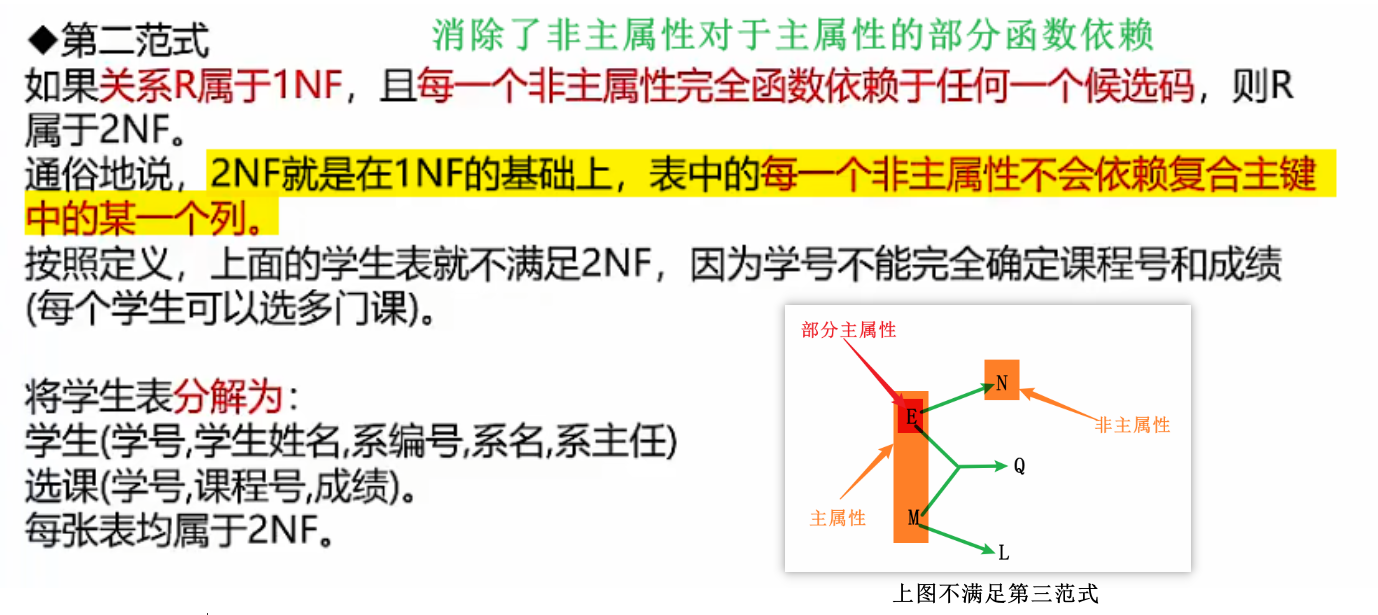 ◆第二范式
消除了非主属性对于主属性的部分函数依赖
如果关系R属于1NF，且每一个非主属性完全函数依赖于任何一个候选码，则R
属于2NF。
通俗地说，2NF就是在1NF的基础上，表中的每一个非主属性不会依赖复合主键
中的某一个列。
按照定义，上面的学生表就不满足2NF，因为学号不能完全确定课程号和成绩
(每个学生可以选多门课)。
将学生表分解为：
学生(学号,学生姓名,系编号,系名,系主任)
选课(学号,课程号,成绩)。
每张表均属于2NF。
部分主属性
N
E
非主属性
Q
主属性
M
L
上图不满足第三范式